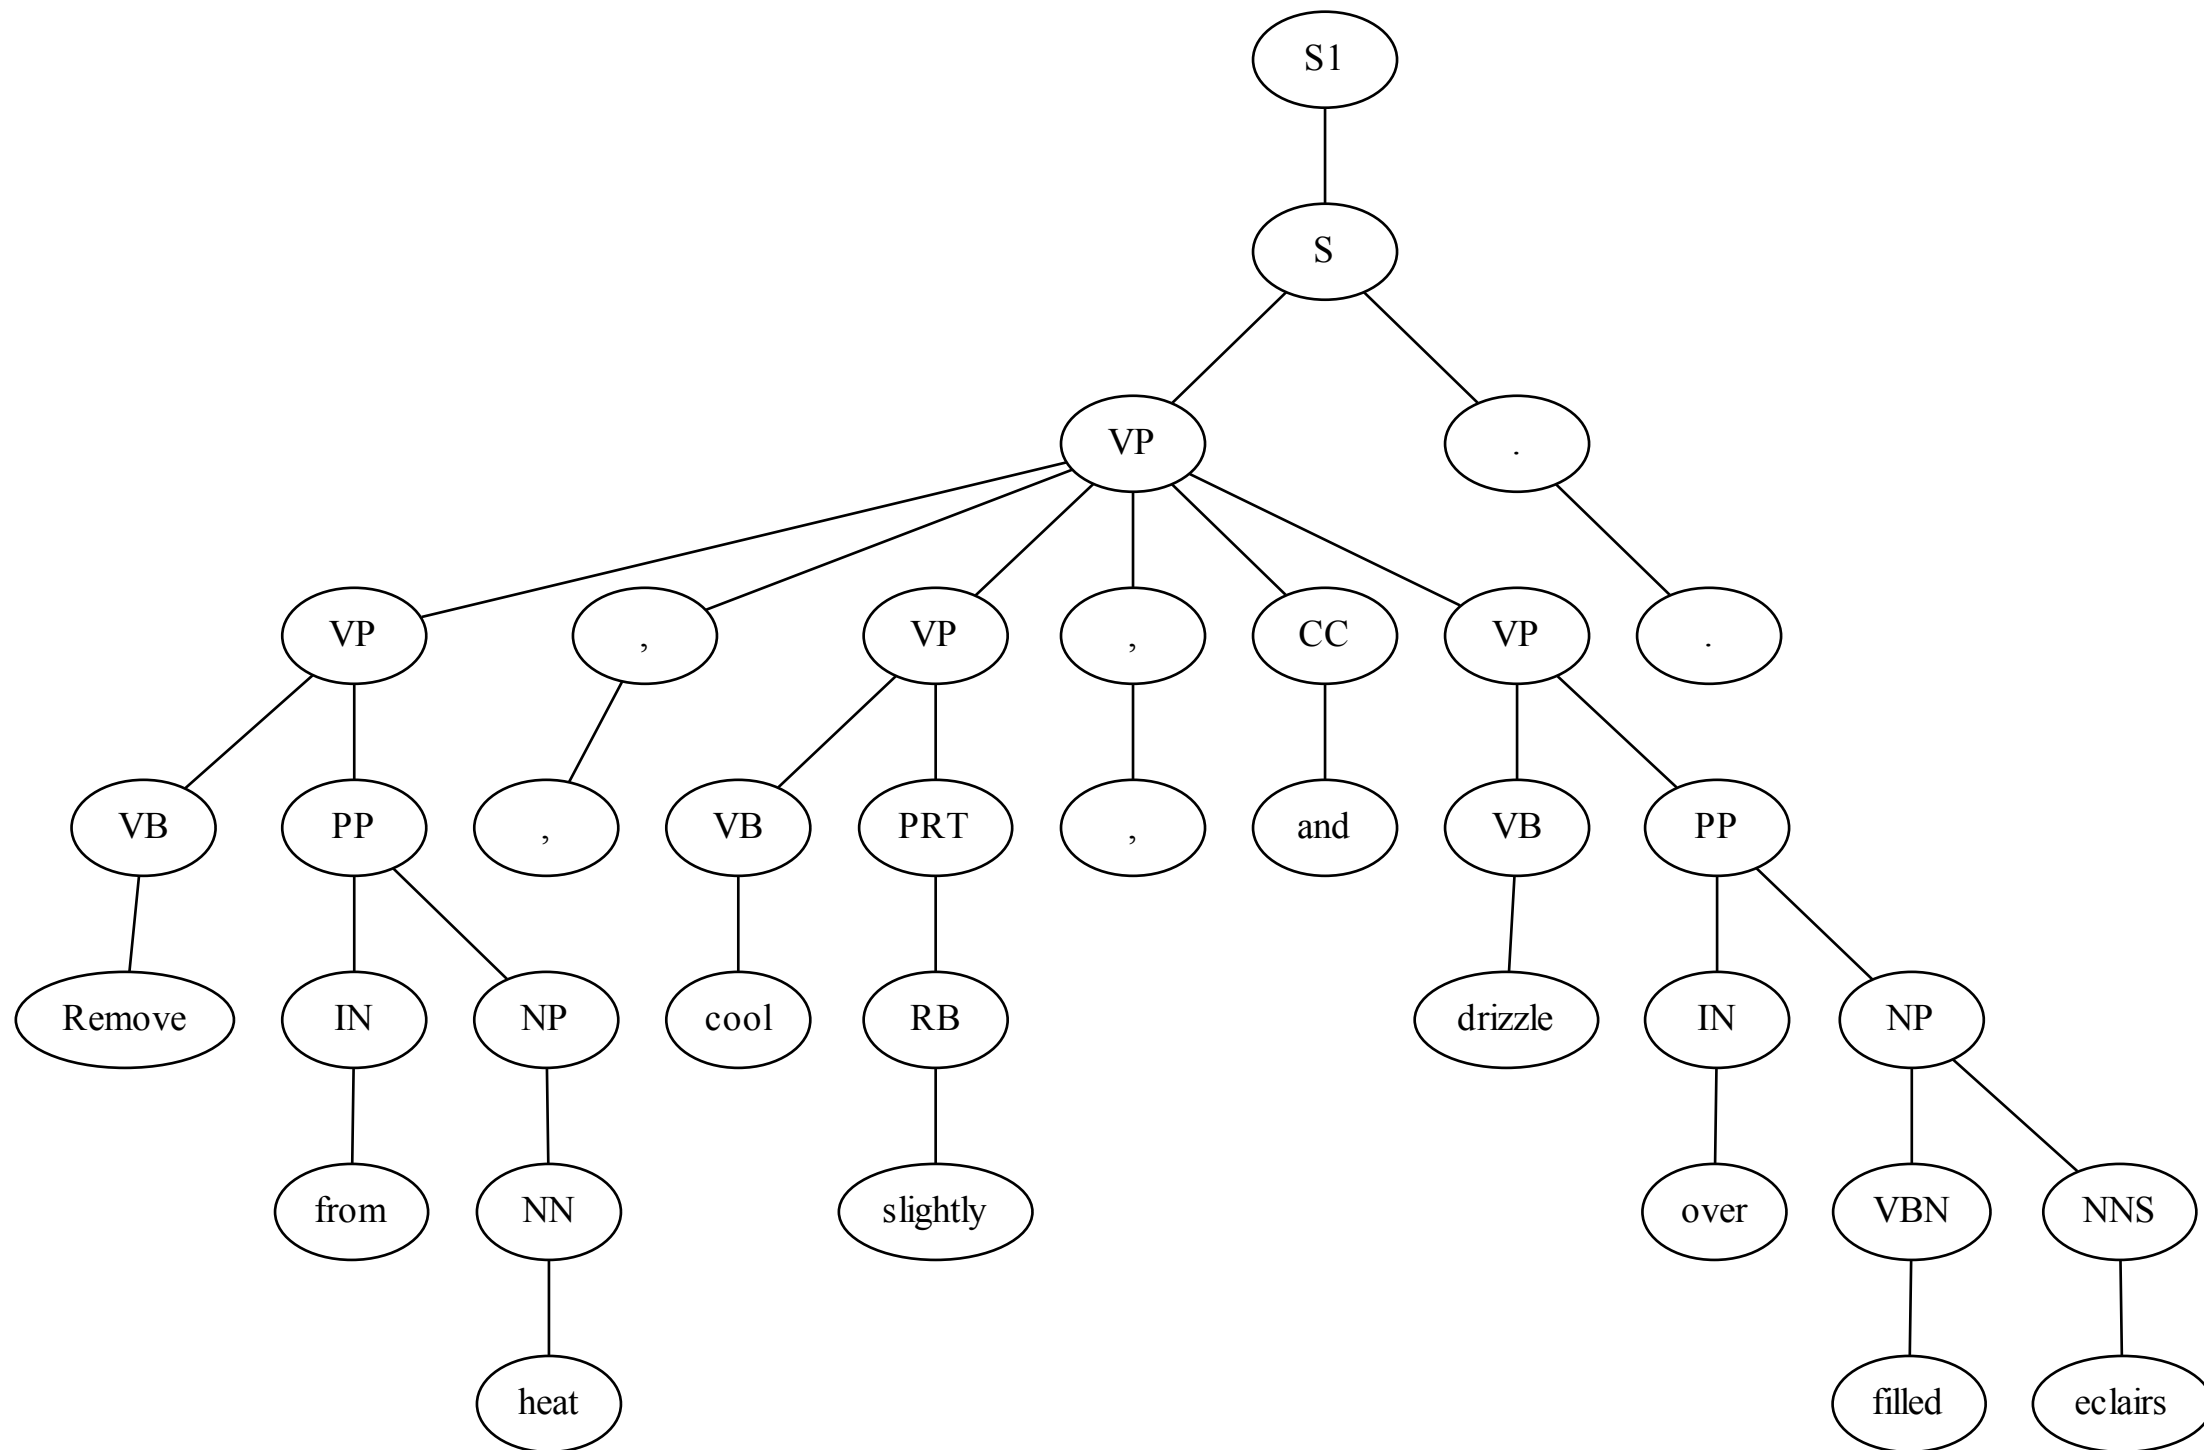 S1
S
VP .
VP , VP , CC VP .
VB PP , VB PRT , and VB PP
Remove IN NP cool RB drizzle IN NP
from NN slightly over VBN NNS
heat filled eclairs